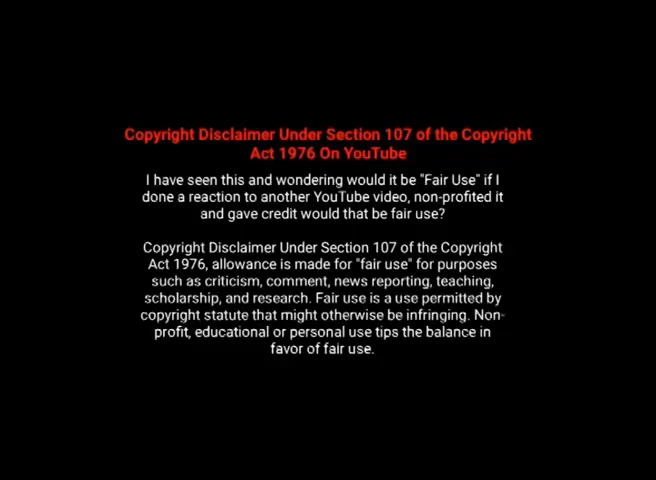 Copyright Disclaimer Under Section 107 of the Copyright
Act 1976 On YouTube
I have seen this and wondering would it be "Fair Use" if I
done a reaction to another YouTube video, non-profited it
and gave credit would that be fair use?
Copyright Disclaimer Under Section 107 of the Copyright
Act 1976, allowance is made for "fair use" for purposes
such as criticism, comment, news reporting, teaching,
scholarship, and research. Fair use is a use permitted by
copyright statute that might otherwise be infringing. Non-
profit, educational or personal use tips the balance in
favor of fair use.